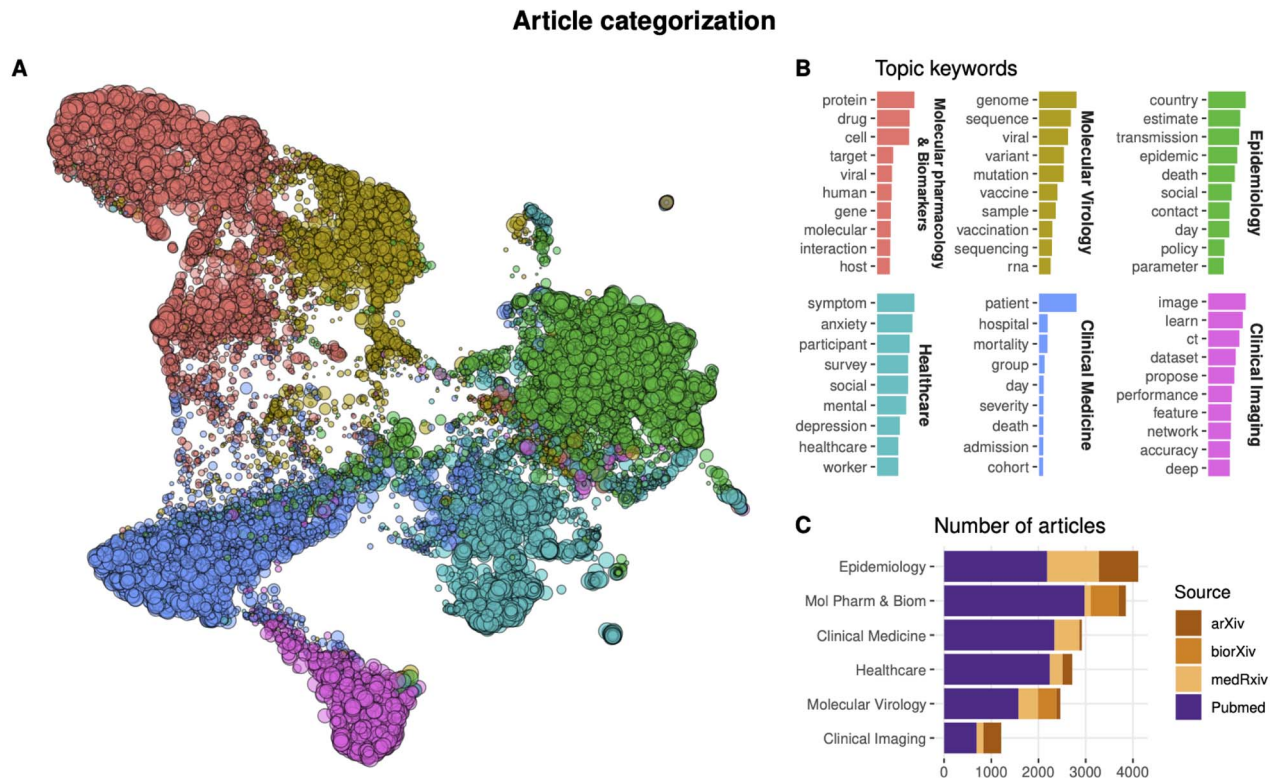 Article categorization
A
B
Topic keywords
protein
drug
cell
target
viral
human
gene
molecular
interaction
host
Molecular pharmacology
& Biomarkers
genome
sequence
viral
variant
mutation
vaccine
sample
vaccination
sequencing
rna
Molecular Virology
country
estimate
transmission
epidemic
death
social
contact
day
policy
parameter
Epidemiology
symptom
anxiety
participant
survey
social
mental
depression
healthcare
worker
Healthcare
patient
hospital
mortality
group
day
severity
death
admission
cohort
Clinical Medicine
image
learn
ct
dataset
propose
performance
feature
network
accuracy
deep
Clinical Imaging
C
Number of articles
Epidemiology
Mol Pharm & Biom
Clinical Medicine
Healthcare
Molecular Virology
Clinical Imaging
0 1000 2000 3000 4000
Source
arXiv
biorXiv
medRxiv
Pubmed